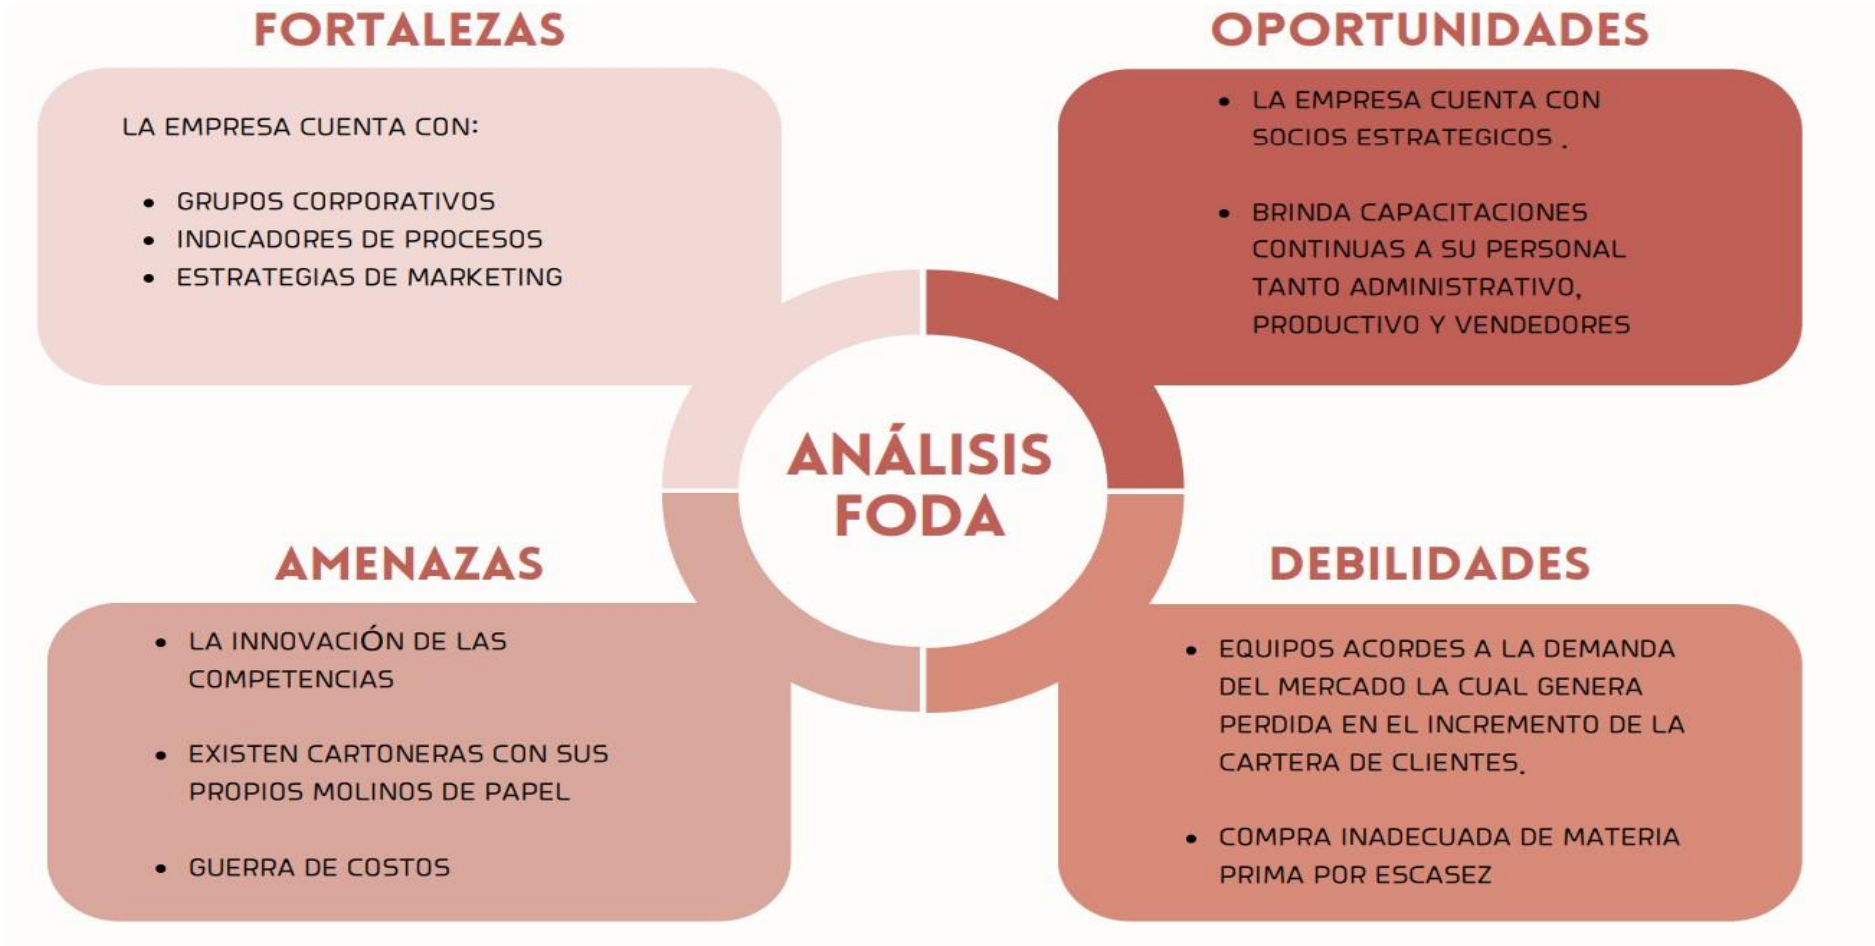 FORTALEZAS
LA EMPRESA CUENTA CON:
• GRUPOS CORPORATIVOS
• INDICADORES DE PROCESOS
• ESTRATEGIAS DE MARKETING
OPORTUNIDADES
• LA EMPRESA CUENTA CON
SOCIOS ESTRATEGICOS .
• BRINDA CAPACITACIONES
CONTINUAS A SU PERSONAL
TANTO ADMINISTRATIVO,
PRODUCTIVO Y VENDEDORES
ANÁLISIS
FODA
AMENAZAS
• LA INNOVACIÓN DE LAS
COMPETENCIAS
• EXISTEN CARTONERAS CON SUS
PROPIOS MOLINOS DE PAPEL
• GUERRA DE COSTOS
DEBILIDADES
• EQUIPOS ACORDES A LA DEMANDA
DEL MERCADO LA CUAL GENERA
PERDIDA EN EL INCREMENTO DE LA
CARTERA DE CLIENTES.
• COMPRA INADECUADA DE MATERIA
PRIMA POR ESCASEZ